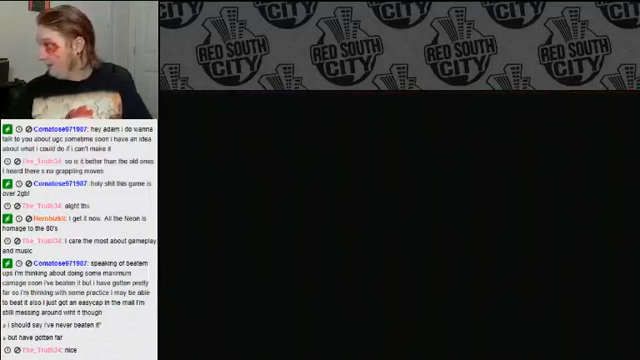 RED SOUTH CITY RED SOUTH CITY RED SOUTH CITY RED SOUTH CITY
Comatose971987: hey adam i do wanna
talk to you about ugc sometime soon i have an idea
about what i could do if i can't make it
The_Truth34: so is it better than the old ones
i heard there s no grappling moves
Comatose971987: holy shit this game is
over 2gb!
The_Truth34: aight thx
Herobizkit: I get it now. All the Neon is
homage to the 80's
The_Truth34: I care the most about gameplay
and music
Comatose971987: speaking of beatem
ups i'm thinking about doing some maximum
carnage soon i've beaten it but i have gotten pretty
far so i'm thinking with some practice i may be able
to beat it also i just got an easycap in the mail i'm
still messing around wiht it though
i should say i've never beaten it*
but have gotten far
The_Truth34: nice